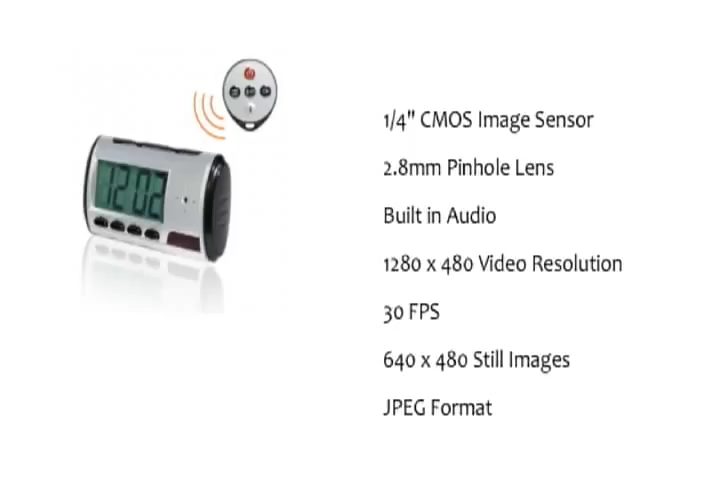 12:02
1/4" CMOS Image Sensor
2.8mm Pinhole Lens
Built in Audio
1280 x 480 Video Resolution
30 FPS
640 x 480 Still Images
JPEG Format